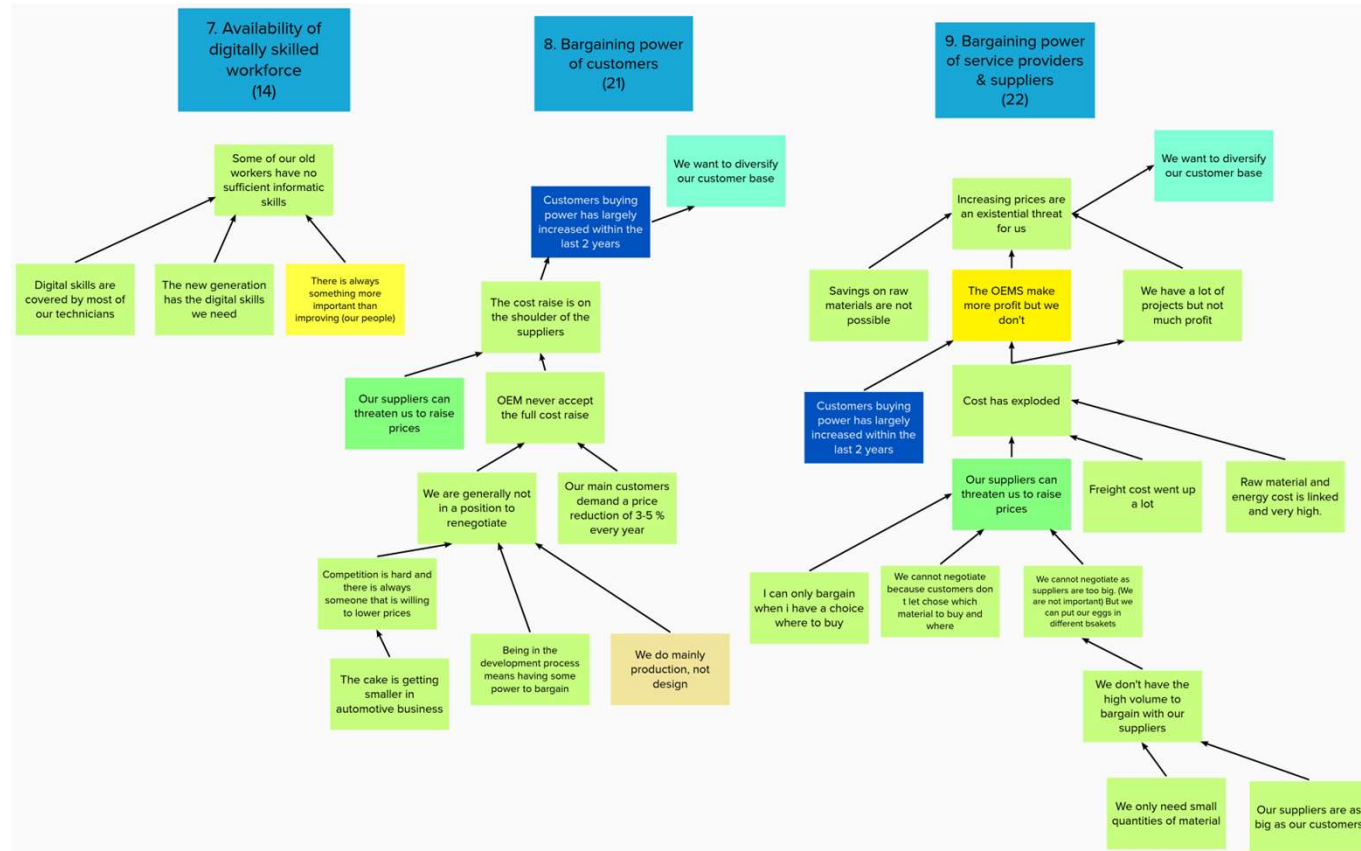 7. Availability of
digitally skilled
workforce
(14)
Some of our old
workers have no
sufficient informatic
skills
Digital skills are
covered by most of
our technicians
The new generation
has the digital skills
we need
There is always
something more
important than
improving (our people)
8. Bargaining power
of customers
(21)
We want to diversify
our customer base
Customers buying
power has largely
increased within the
last 2 years
The cost raise is on
the shoulder of the
suppliers
Our suppliers can
threaten us to raise
prices
OEM never accept
the full cost raise
We are generally not
in a position to
renegotiate
Our main customers
demand a price
reduction of 3-5 %
every year
Competition is hard and
there is always
someone that is willing
to lower prices
The cake is getting
smaller in
automotive business
Being in the
development process
means having some
power to bargain
We do mainly
production, not
design
9. Bargaining power
of service providers
& suppliers
(22)
We want to diversify
our customer base
Increasing prices are
an existential threat
for us
Savings on raw
materials are not
possible
The OEMS make
more profit but we
don't
We have a lot of
projects but not
much profit
Customers buying
power has largely
increased within the
last 2 years
Cost has exploded
Our suppliers can
threaten us to raise
prices
Freight cost went up
a lot
Raw material and
energy cost is linked
and very high.
I can only bargain
when i have a choice
where to buy
We cannot negotiate
because customers don
t let chose which
material to buy and
where
We cannot negotiate as
suppliers are too big. (We
are not important) But we
can put our eggs in
different bsakets
We don't have the
high volume to
bargain with our
suppliers
We only need small
quantities of material
Our suppliers are as
big as our customers